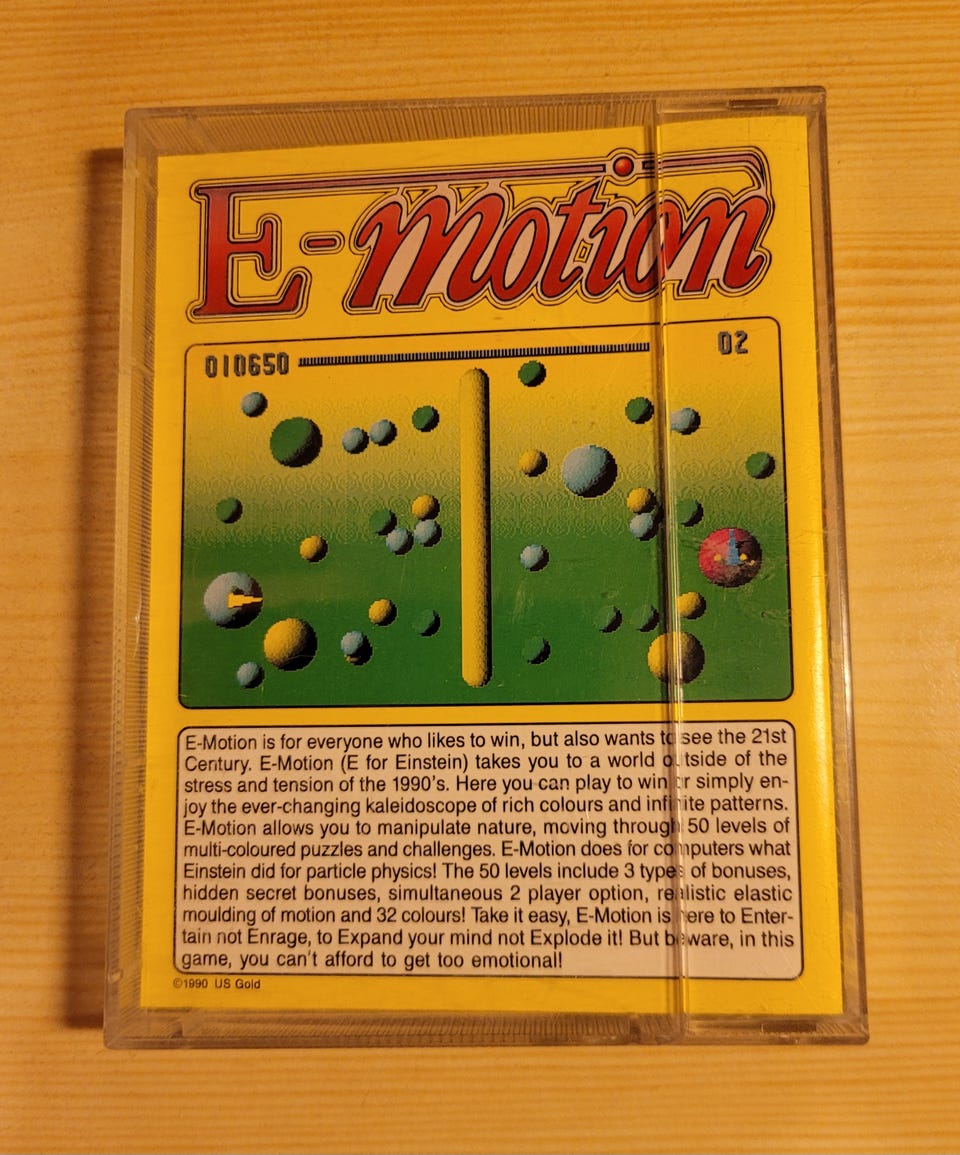 E-motion
010650 02
E-Motion is for everyone who likes to win, but also wants to see the 21st
Century. E-Motion (E for Einstein) takes you to a world outside of the
stress and tension of the 1990's. Here you can play to win or simply en-
joy the ever-changing kaleidoscope of rich colours and infinite patterns.
E-Motion allows you to manipulate nature, moving through 50 levels of
multi-coloured puzzles and challenges. E-Motion does for computers what
Einstein did for particle physics! The 50 levels include 3 types of bonuses,
hidden secret bonuses, simultaneous 2 player option, realistic elastic
moulding of motion and 32 colours! Take it easy, E-Motion is here to Enter-
tain not Enrage, to Expand your mind not Explode it! But beware, in this
game, you can't afford to get too emotional!
©1990 US Gold